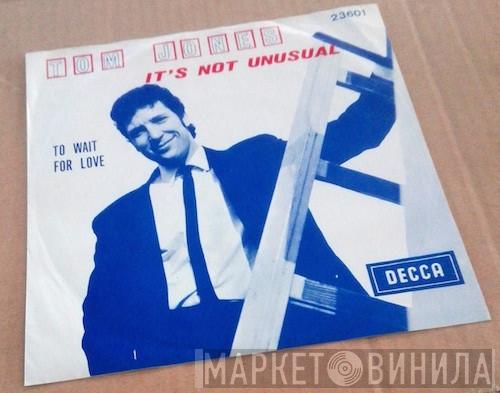 23601
TOM JONES
IT'S NOT UNUSUAL
TO WAIT
FOR LOVE
DECCA
МАРКЕТ ВИНИЛА